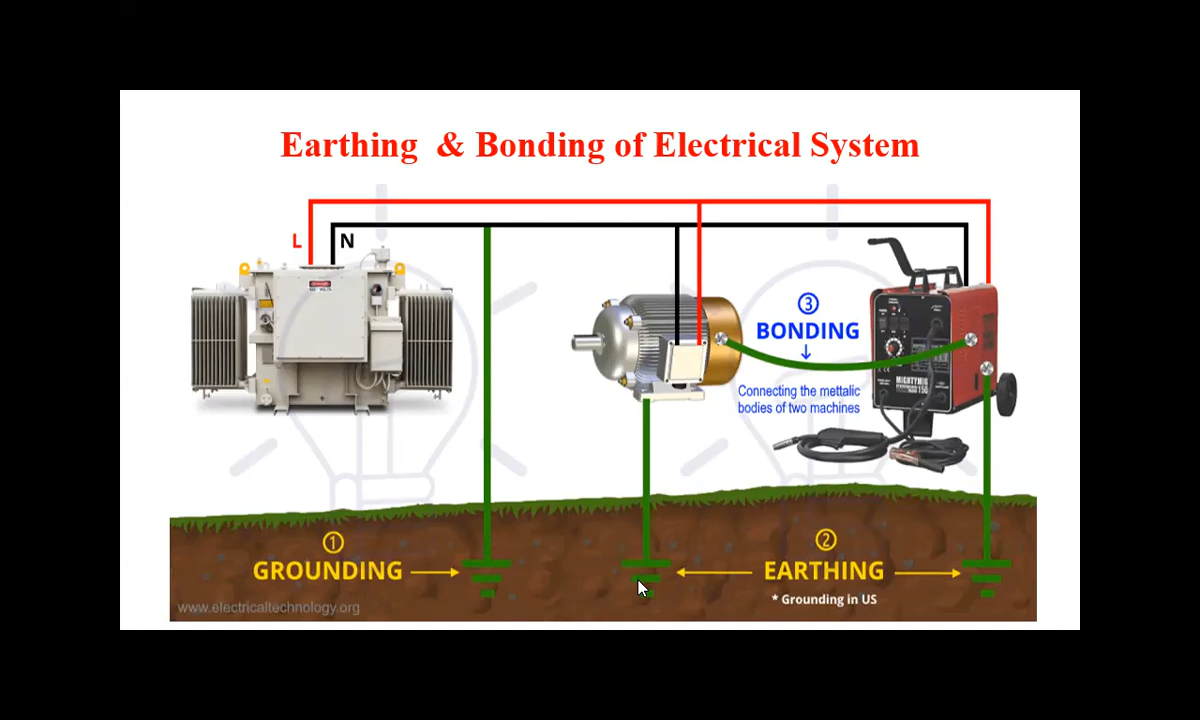 Earthing & Bonding of Electrical System
L
N
③
BONDING
Connecting the mettalic
bodies of two machines
MIGHTYMIG
①
GROUNDING
②
EARTHING
* Grounding in US
www.electricaltechnology.org